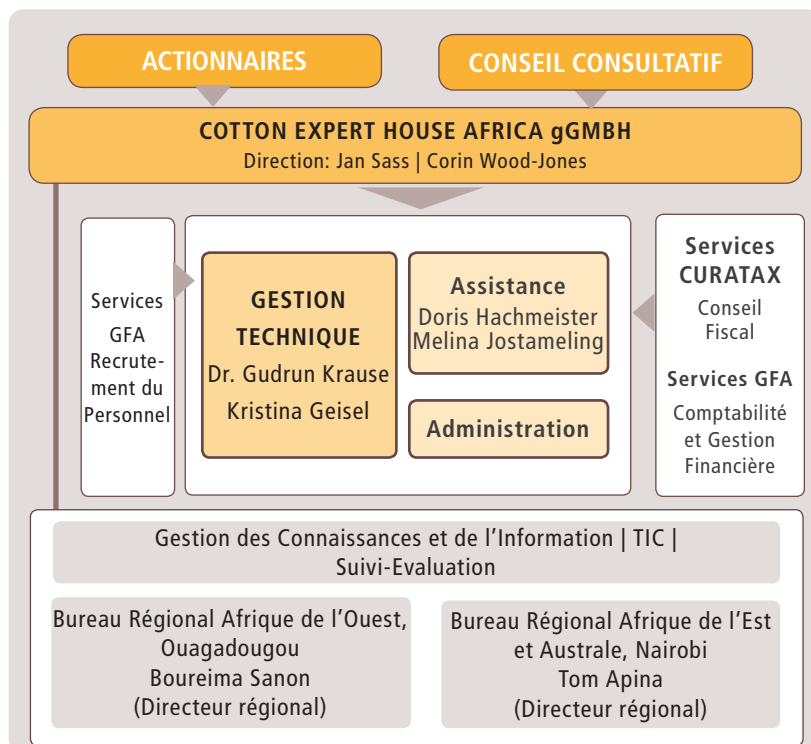 ACTIONNAIRES
CONSEIL CONSULTATIF
COTTON EXPERT HOUSE AFRICA gGMBH
Direction: Jan Sass | Corin Wood-Jones
Services
GFA
Recrute-
ment du
Personnel
GESTION
TECHNIQUE
Dr. Gudrun Krause
Kristina Geisel
Assistance
Doris Hachmeister
Melina Jostameling
Administration
Services
CURATAX
Conseil
Fiscal
Services GFA
Comptabilité
et Gestion
Financière
Gestion des Connaissances et de l'Information | TIC |
Suivi-Evaluation
Bureau Régional Afrique de l'Ouest,
Ouagadougou
Boureima Sanon
(Directeur régional)
Bureau Régional Afrique de l'Est
et Australe, Nairobi
Tom Apina
(Directeur régional)